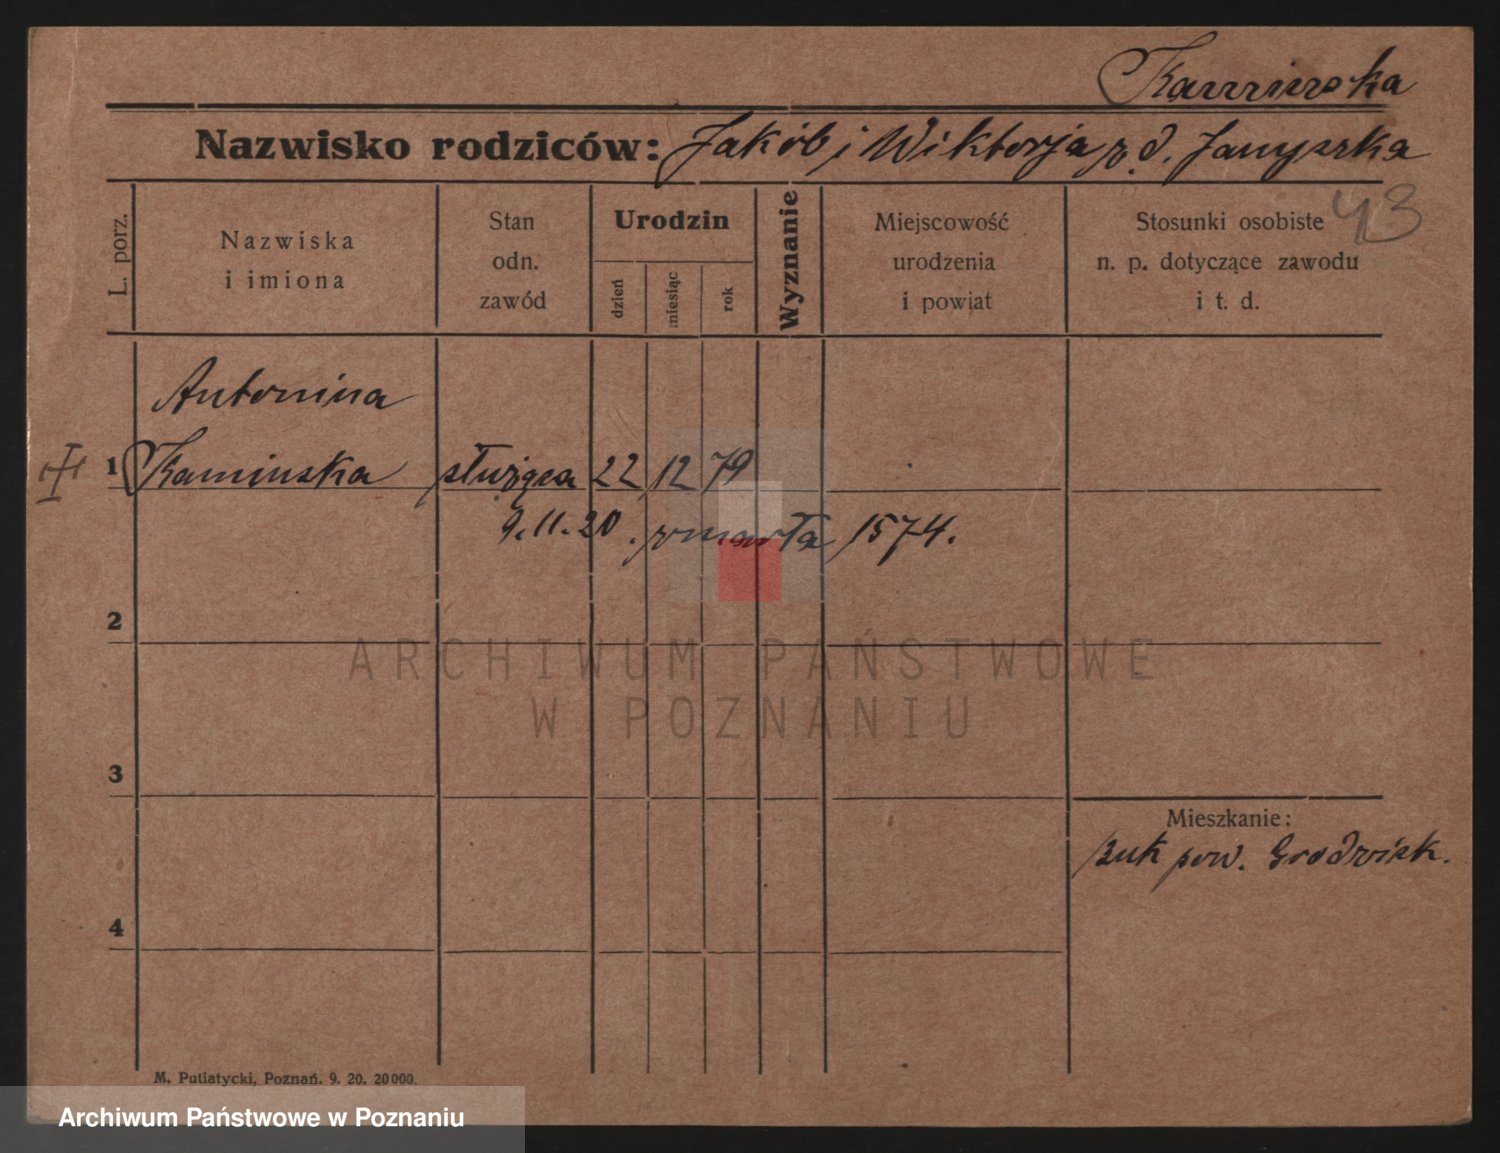 Kaminska
Nazwisko rodziców: Jakób i Wiktorja z d. Janyszka
43
L. porz.
Nazwiska
i imiona
Stan
odn.
zawód
Urodzin
dzień
miesiąc
rok
Wyznanie
Miejscowość
urodzenia
i powiat
Stosunki osobiste
n. p. dotyczące zawodu
i t. d.
Antonina
1 Kaminska służąca 22 12 79
9.11.20. zmarła 1574.
2
3
4
Mieszkanie:
Buk pow. Grodzisk.
ARCHIWUM PAŃSTWOWE
W POZNANIU
M. Putiatycki, Poznań. 9. 20. 20000.
Archiwum Państwowe w Poznaniu